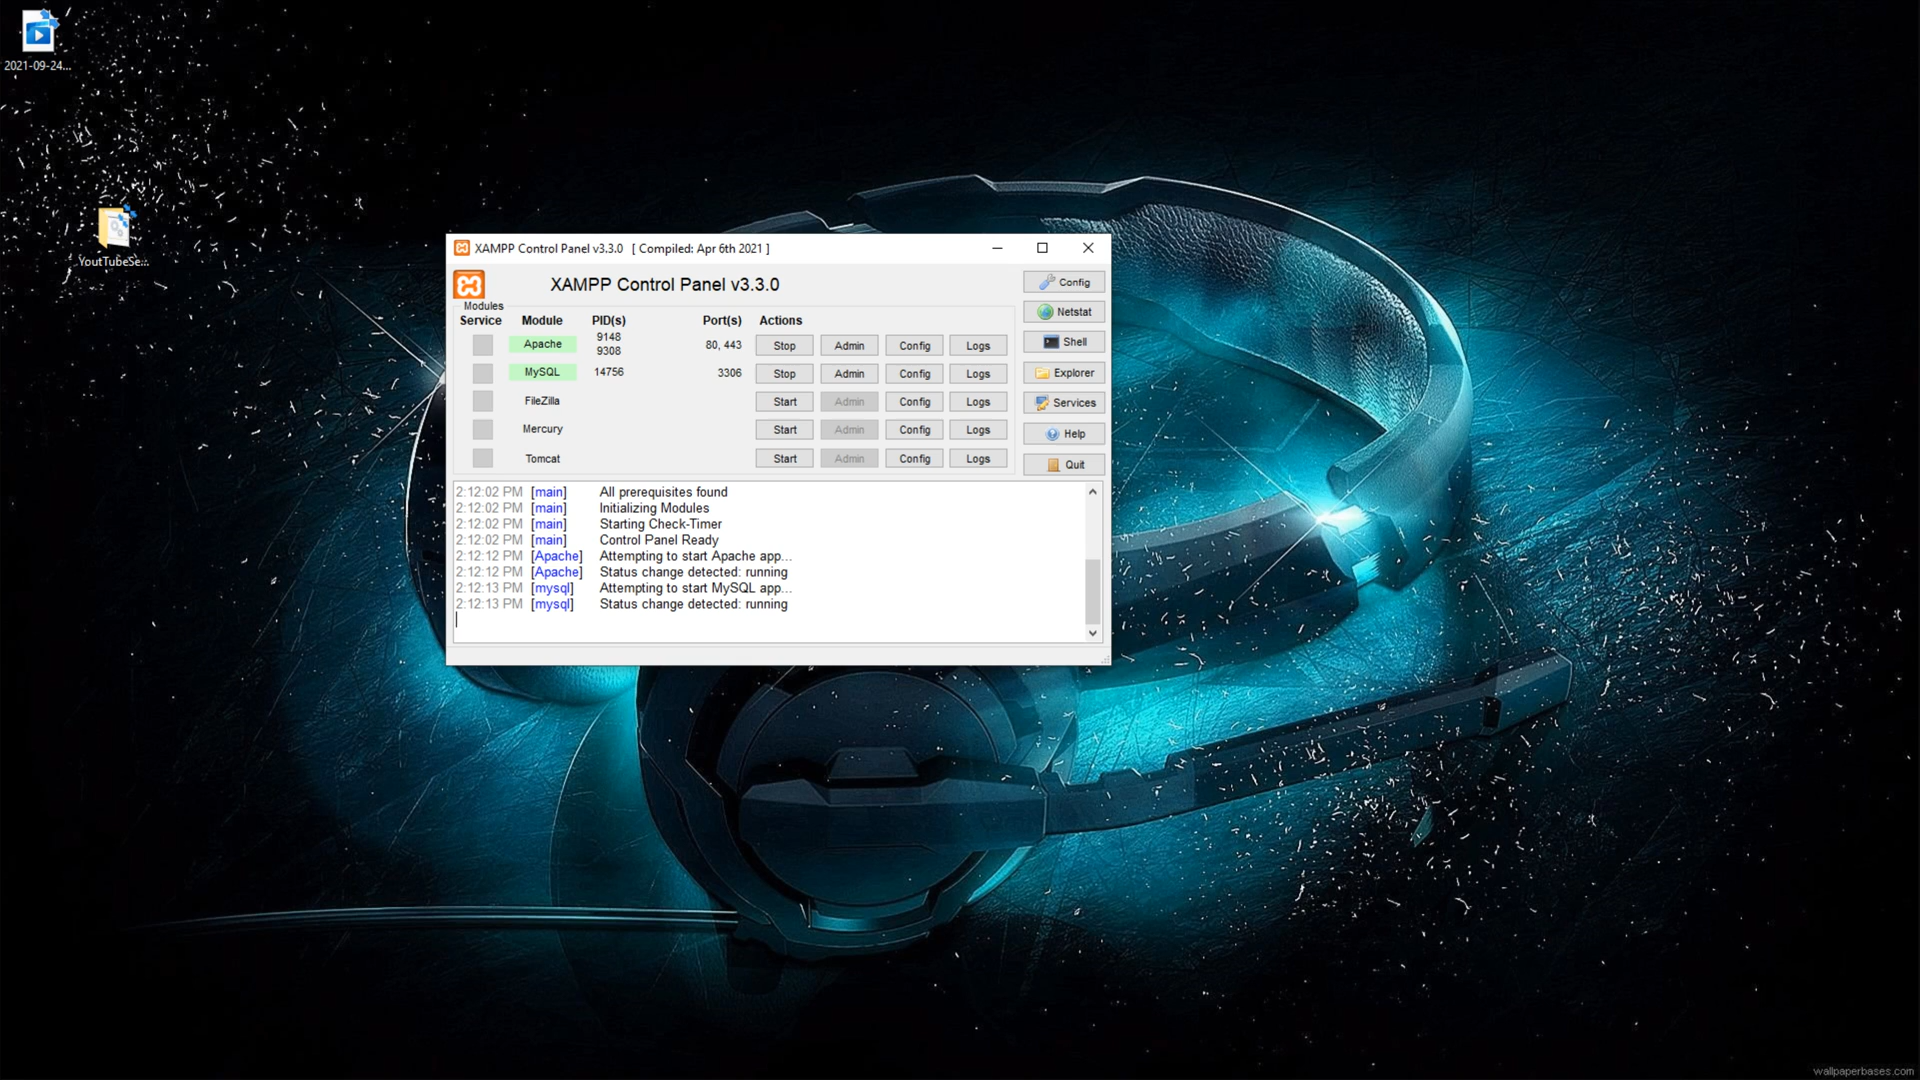 2021-09-24...
YoutTubeSe...
XAMPP Control Panel v3.3.0 [ Compiled: Apr 6th 2021 ]
XAMPP Control Panel v3.3.0
Config
Modules
Service Module PID(s) Port(s) Actions
Netstat
Apache 9148 9308 80, 443 Stop Admin Config Logs
Shell
MySQL 14756 3306 Stop Admin Config Logs
Explorer
FileZilla Start Admin Config Logs
Services
Mercury Start Admin Config Logs
Help
Tomcat Start Admin Config Logs
Quit
2:12:02 PM [main] All prerequisites found
2:12:02 PM [main] Initializing Modules
2:12:02 PM [main] Starting Check-Timer
2:12:02 PM [main] Control Panel Ready
2:12:12 PM [Apache] Attempting to start Apache app...
2:12:12 PM [Apache] Status change detected: running
2:12:13 PM [mysql] Attempting to start MySQL app...
2:12:13 PM [mysql] Status change detected: running
wallpaperbases.com